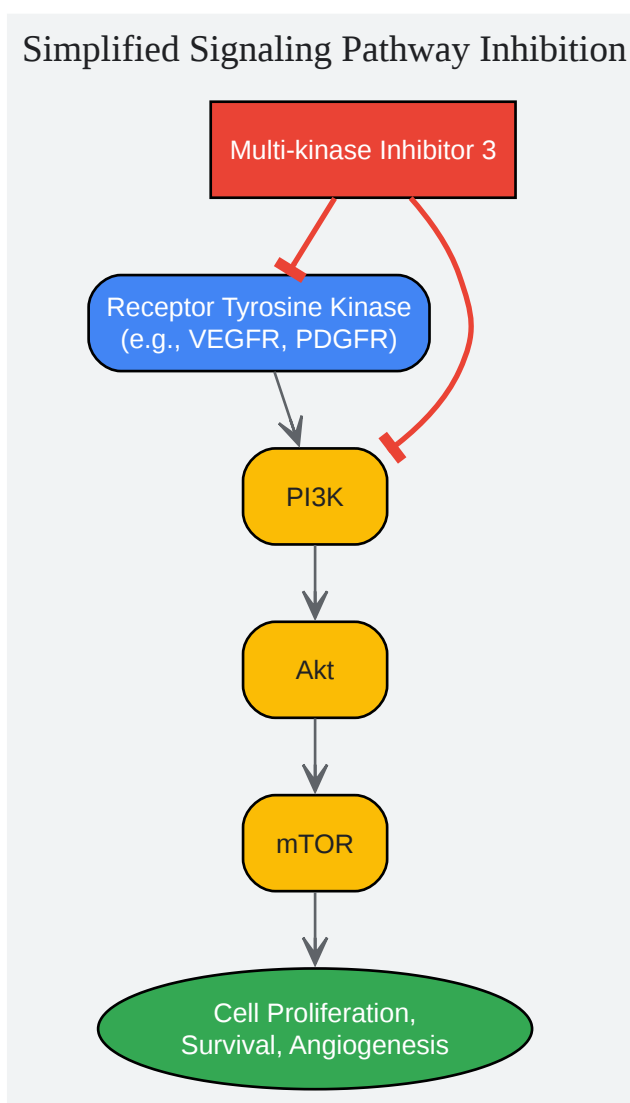 Simplified Signaling Pathway Inhibition
Multi-kinase Inhibitor 3
Receptor Tyrosine Kinase
(e.g., VEGFR, PDGFR)
PI3K
Akt
mTOR
Cell Proliferation,
Survival, Angiogenesis